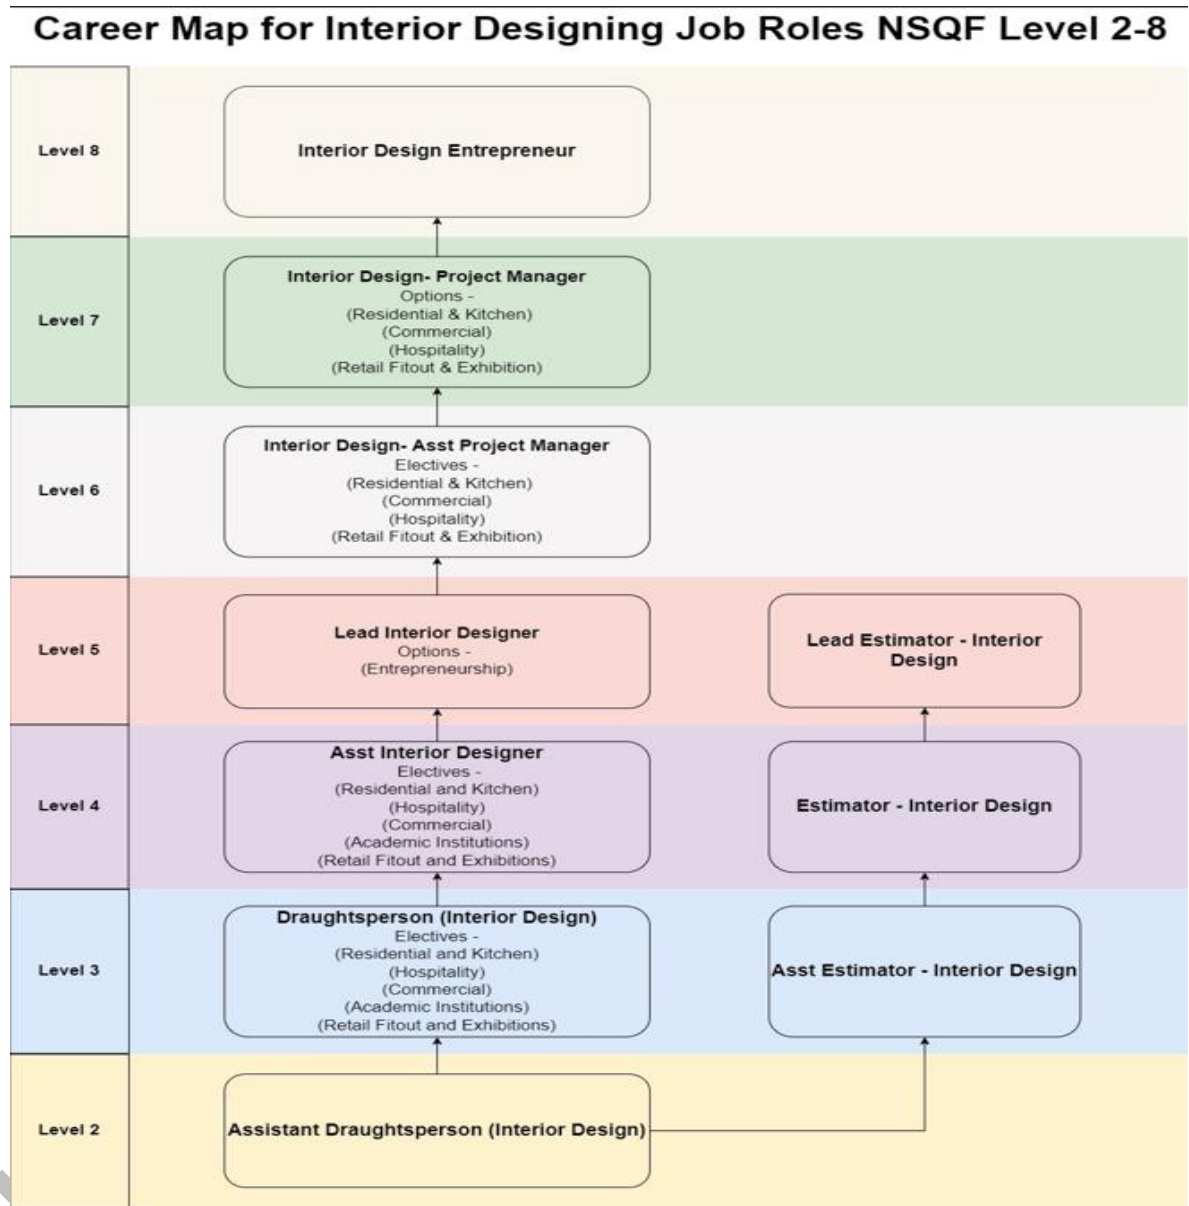 Career Map for Interior Designing Job Roles NSQF Level 2-8
Level 8
Interior Design Entrepreneur
Level 7
Interior Design- Project Manager
Options -
(Residential & Kitchen)
(Commercial)
(Hospitality)
(Retail Fitout & Exhibition)
Level 6
Interior Design- Asst Project Manager
Electives -
(Residential & Kitchen)
(Commercial)
(Hospitality)
(Retail Fitout & Exhibition)
Level 5
Lead Interior Designer
Options -
(Entrepreneurship)
Lead Estimator - Interior
Design
Level 4
Asst Interior Designer
Electives -
(Residential and Kitchen)
(Hospitality)
(Commercial)
(Academic Institutions)
(Retail Fitout and Exhibitions)
Estimator - Interior Design
Level 3
Draughtsperson (Interior Design)
Electives -
(Residential and Kitchen)
(Hospitality)
(Commercial)
(Academic Institutions)
(Retail Fitout and Exhibitions)
Asst Estimator - Interior Design
Level 2
Assistant Draughtsperson (Interior Design)